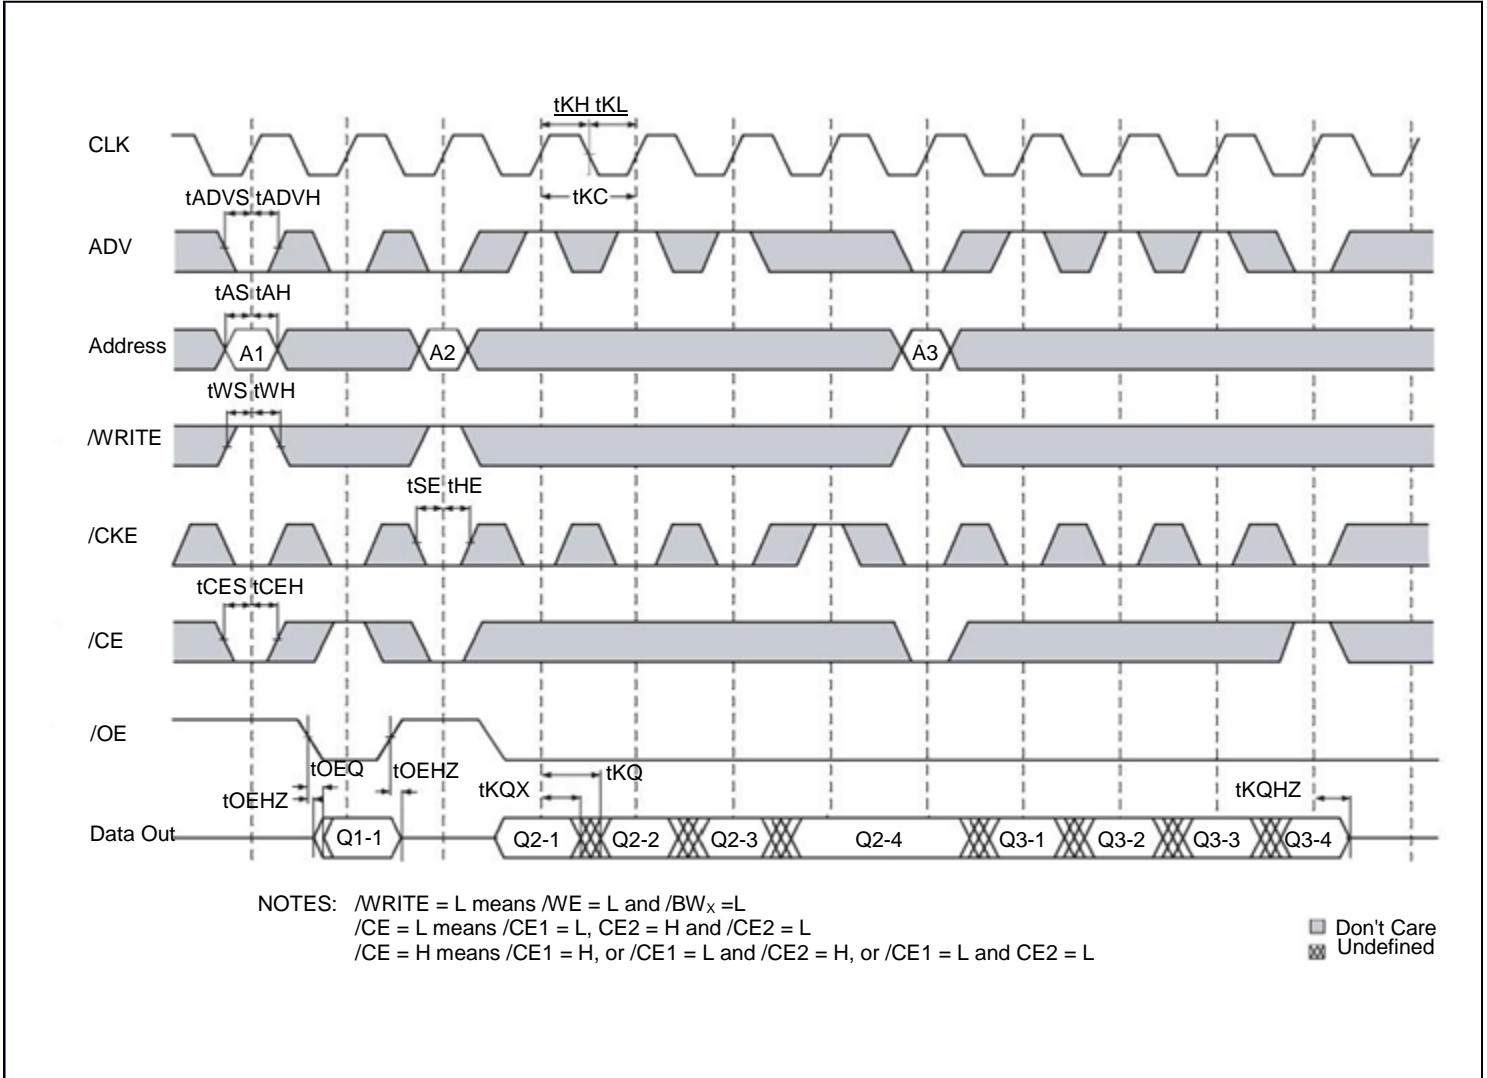 tKH tKL
CLK
tKC
tADVS tADVH
ADV
tAS tAH
Address A1 A2 A3
tWS tWH
/WRITE
tSE tHE
/CKE
tCES tCEH
/CE
/OE
tOEQ tOEHZ tKQ
tOEHZ tKQX tKQHZ
Data Out Q1-1 Q2-1 Q2-2 Q2-3 Q2-4 Q3-1 Q3-2 Q3-3 Q3-4
NOTES: /WRITE = L means /WE = L and /BWX =L
/CE = L means /CE1 = L, CE2 = H and /CE2 = L
/CE = H means /CE1 = H, or /CE1 = L and /CE2 = H, or /CE1 = L and CE2 = L
Don't Care
Undefined